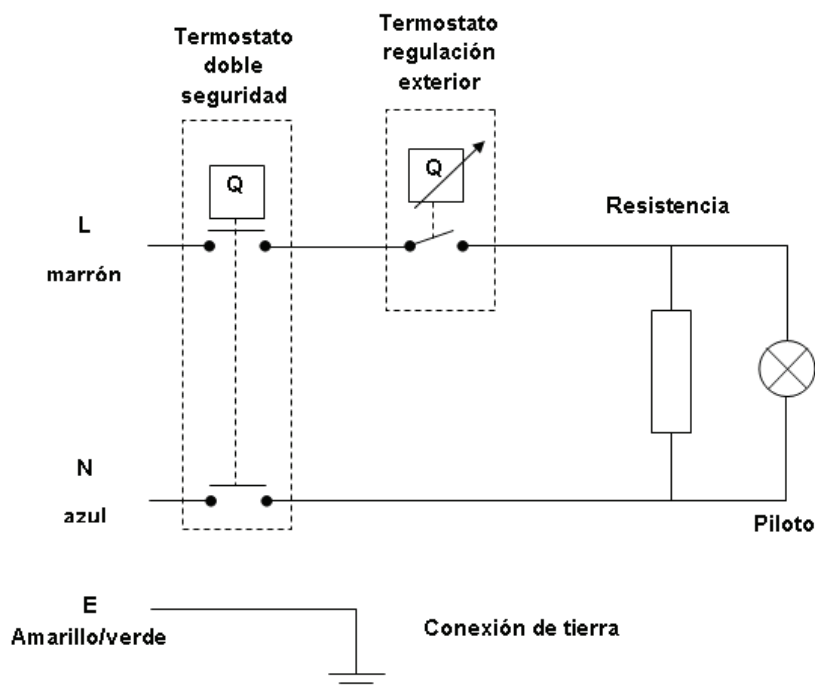 Termostato
doble
seguridad
Termostato
regulación
exterior
Q
Q
L
marrón
Resistencia
N
azul
Piloto
E
Amarillo/verde
Conexión de tierra